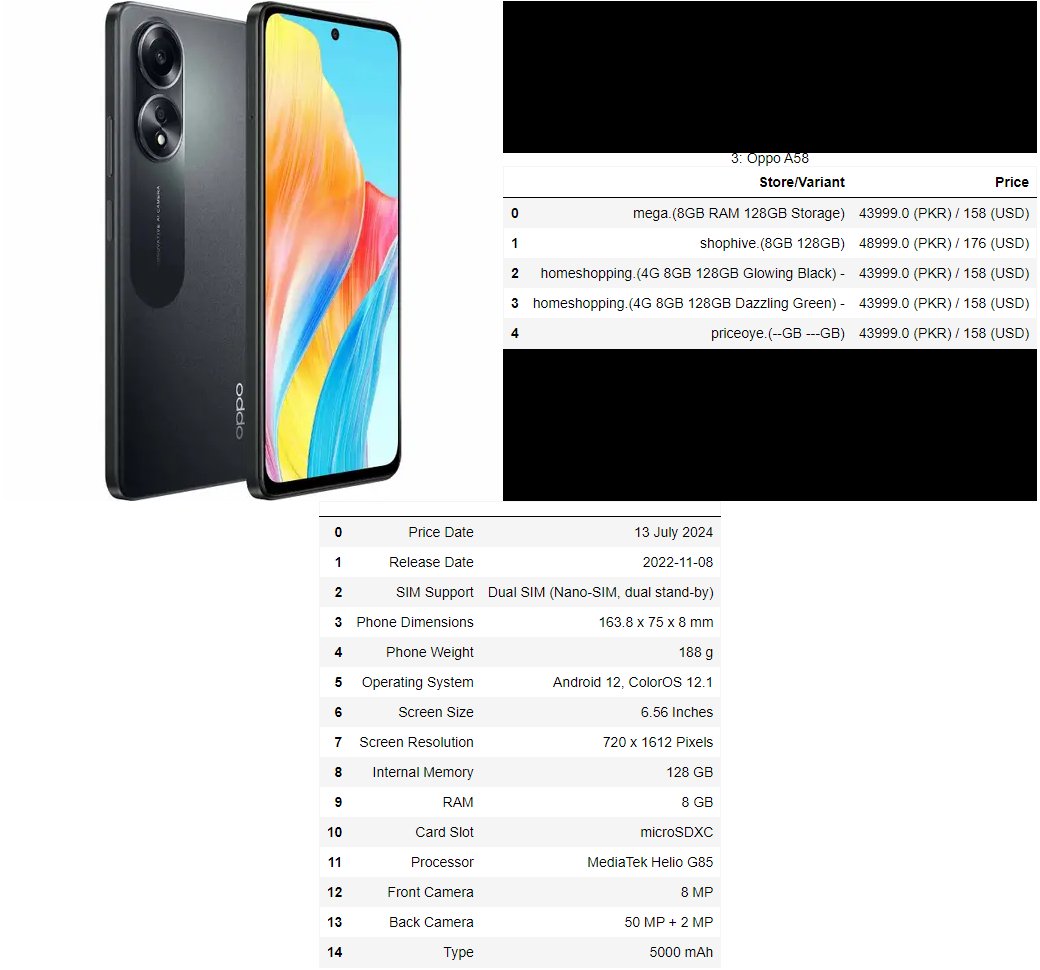 INNOVATIVE AI CAMERA
oppo
3: Oppo A58
Store/Variant Price
0 mega.(8GB RAM 128GB Storage) 43999.0 (PKR) / 158 (USD)
1 shophive.(8GB 128GB) 48999.0 (PKR) / 176 (USD)
2 homeshopping.(4G 8GB 128GB Glowing Black) - 43999.0 (PKR) / 158 (USD)
3 homeshopping.(4G 8GB 128GB Dazzling Green) - 43999.0 (PKR) / 158 (USD)
4 priceoye.(--GB ---GB) 43999.0 (PKR) / 158 (USD)
0 Price Date 13 July 2024
1 Release Date 2022-11-08
2 SIM Support Dual SIM (Nano-SIM, dual stand-by)
3 Phone Dimensions 163.8 x 75 x 8 mm
4 Phone Weight 188 g
5 Operating System Android 12, ColorOS 12.1
6 Screen Size 6.56 Inches
7 Screen Resolution 720 x 1612 Pixels
8 Internal Memory 128 GB
9 RAM 8 GB
10 Card Slot microSDXC
11 Processor MediaTek Helio G85
12 Front Camera 8 MP
13 Back Camera 50 MP + 2 MP
14 Type 5000 mAh